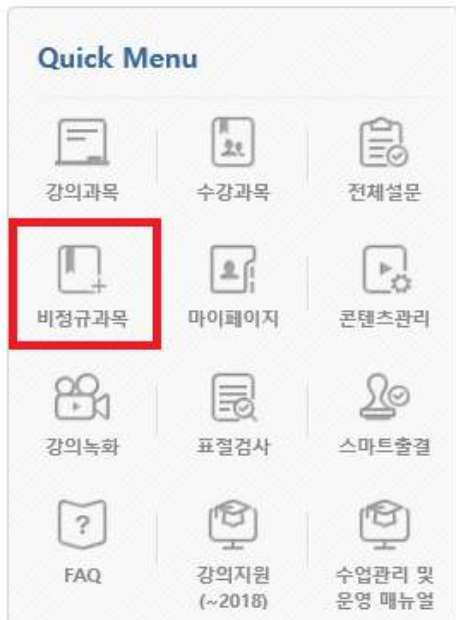 Quick Menu
강의과목 수강과목 전체설문
비정규과목 마이페이지 콘텐츠관리
강의녹화 표절검사 스마트출결
?
FAQ 강의지원 수업관리 및
(~2018) 운영 매뉴얼